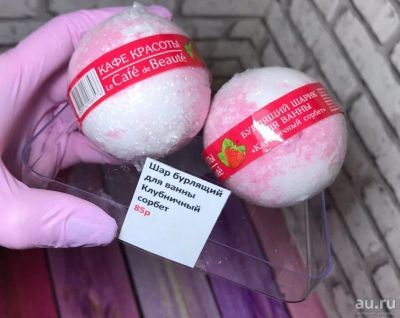 КАФЕ КРАСОТЫ
Le Café de Beauté
БУРЛЯЩИЙ ШАРИК
ДЛЯ ВАННЫ
«Клубничный сорбет»
Шар бурлящий
для ванны
Клубничный
сорбет
85р
au.ru